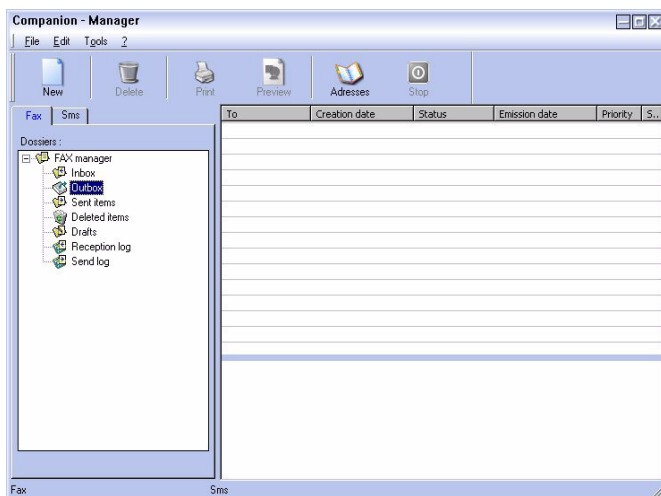 Companion - Manager
File Edit Tools ?
New Delete Print Preview Adresses Stop
Fax Sms
To Creation date Status Emission date Priority S..
Dossiers :
FAX manager
Inbox
Outbox
Sent items
Deleted items
Drafts
Reception log
Send log
Fax Sms